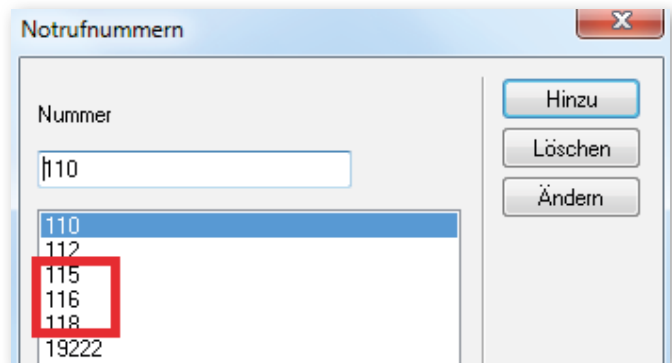 Notrufnummern
Nummer
110
Hinzu
Löschen
Ändern
110
112
115
116
118
19222